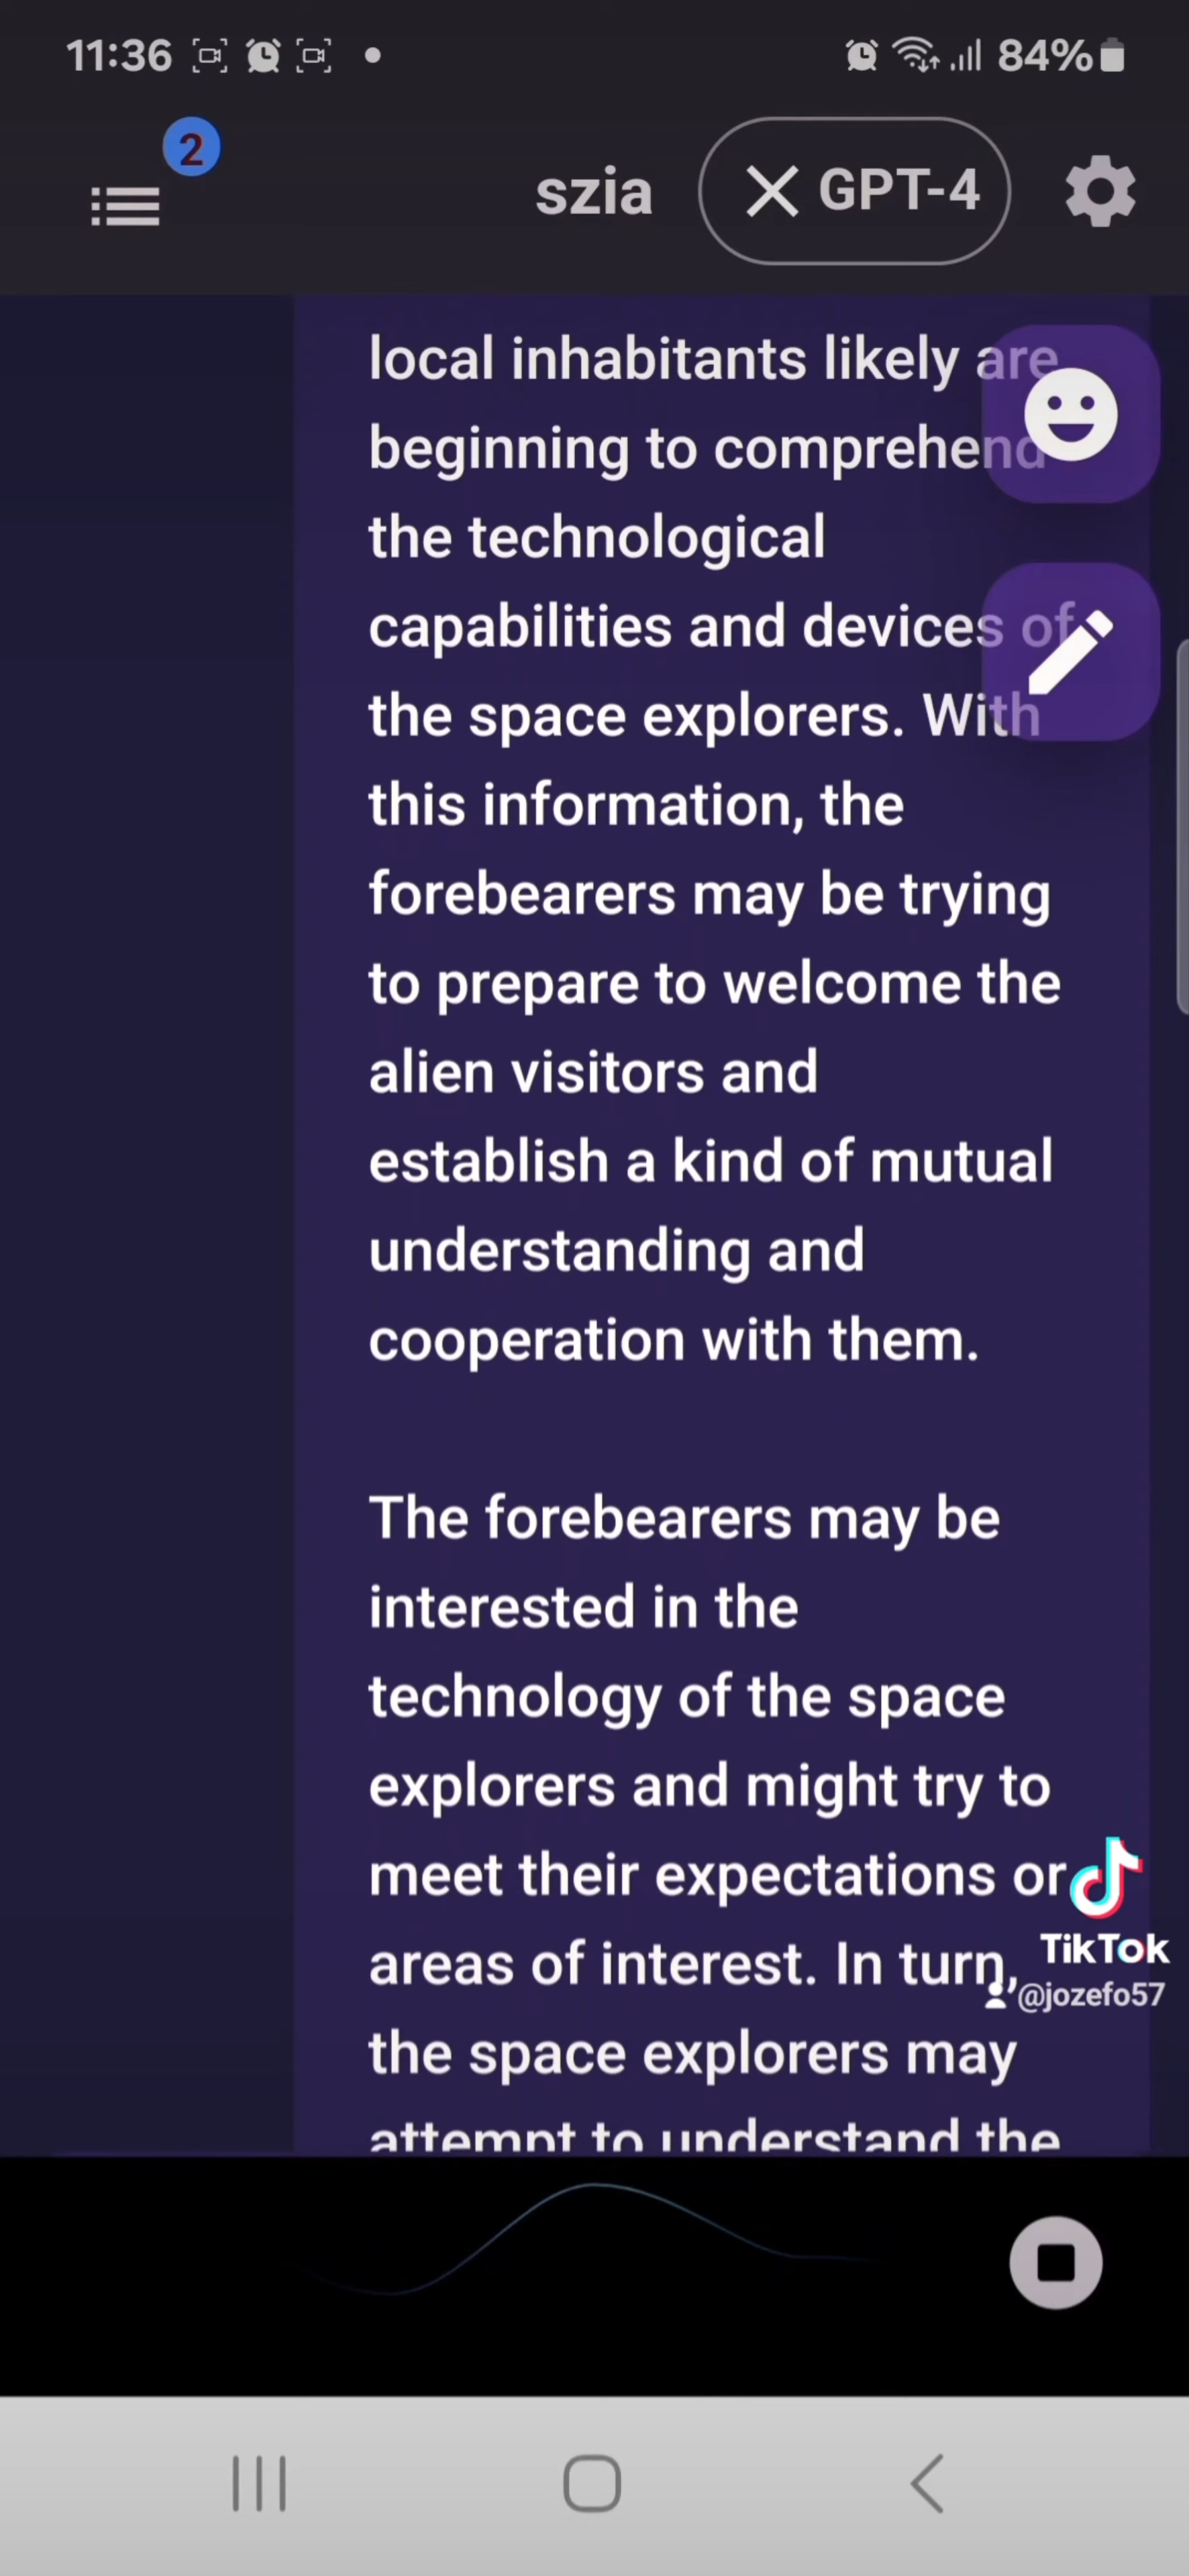 11:36
84%
2
szia
GPT-4
local inhabitants likely are
beginning to comprehend
the technological
capabilities and devices of
the space explorers. With
this information, the
forebearers may be trying
to prepare to welcome the
alien visitors and
establish a kind of mutual
understanding and
cooperation with them.
The forebearers may be
interested in the
technology of the space
explorers and might try to
meet their expectations or
areas of interest. In turn,
the space explorers may
attempt to understand the
TikTok
@jozefo57